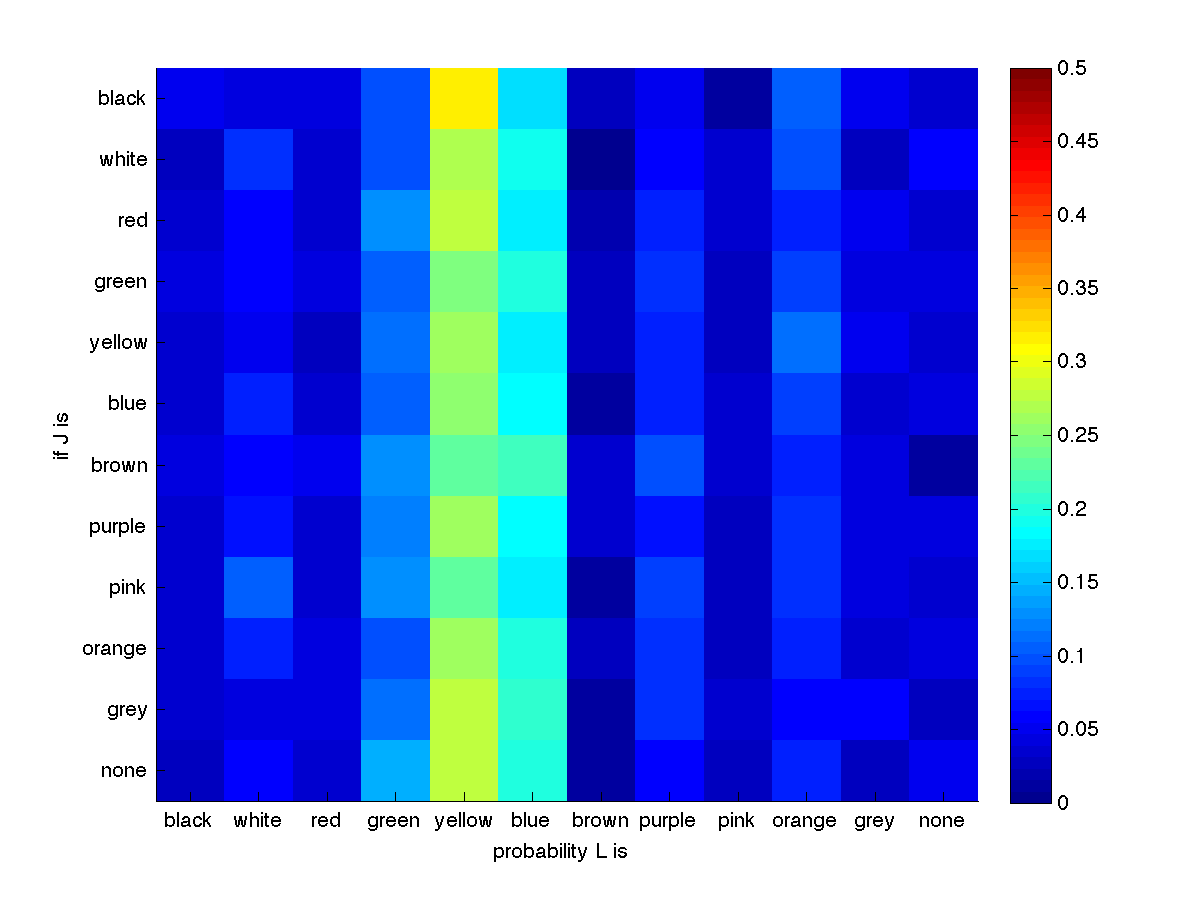 if J is
black
white
red
green
yellow
blue
brown
purple
pink
orange
grey
none
black white red green yellow blue brown purple pink orange grey none
probability L is
0.5
0.45
0.4
0.35
0.3
0.25
0.2
0.15
0.1
0.05
0